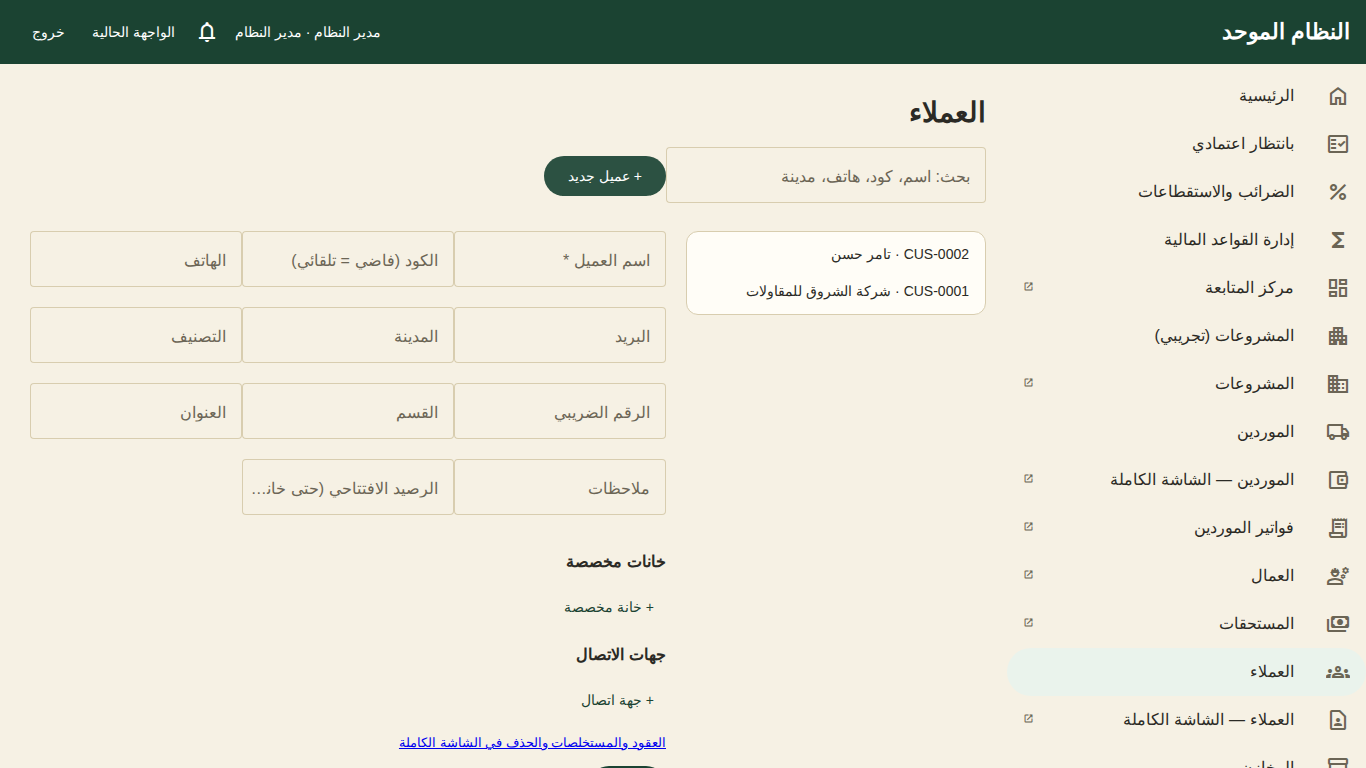 النظام الموحد
مدير النظام · مدير النظام
الواجهة الحالية
خروج
الرئيسية
بانتظار اعتمادي
الضرائب والاستقطاعات
إدارة القواعد المالية
مركز المتابعة
المشروعات (تجريبي)
المشروعات
الموردين
الموردين — الشاشة الكاملة
فواتير الموردين
العمال
المستحقات
العملاء
العملاء — الشاشة الكاملة
العملاء
بحث: اسم، كود، هاتف، مدينة
+ عميل جديد
CUS-0002 · تامر حسن
CUS-0001 · شركة الشروق للمقاولات
اسم العميل *
الكود (فاضي = تلقائي)
الهاتف
البريد
المدينة
التصنيف
الرقم الضريبي
القسم
العنوان
ملاحظات
الرصيد الافتتاحي (حتى خان...
خانات مخصصة
+ خانة مخصصة
جهات الاتصال
+ جهة اتصال
العقود والمستخلصات والحذف في الشاشة الكاملة